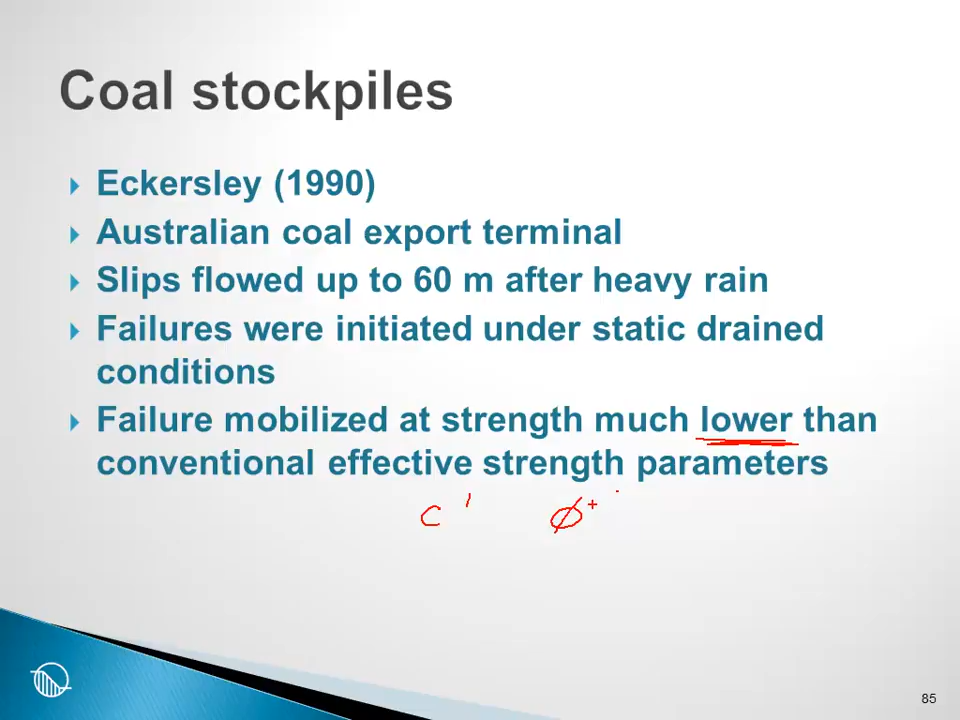 Coal stockpiles
Eckersley (1990)
Australian coal export terminal
Slips flowed up to 60 m after heavy rain
Failures were initiated under static drained
conditions
Failure mobilized at strength much lower than
conventional effective strength parameters
c' ϕ'
85